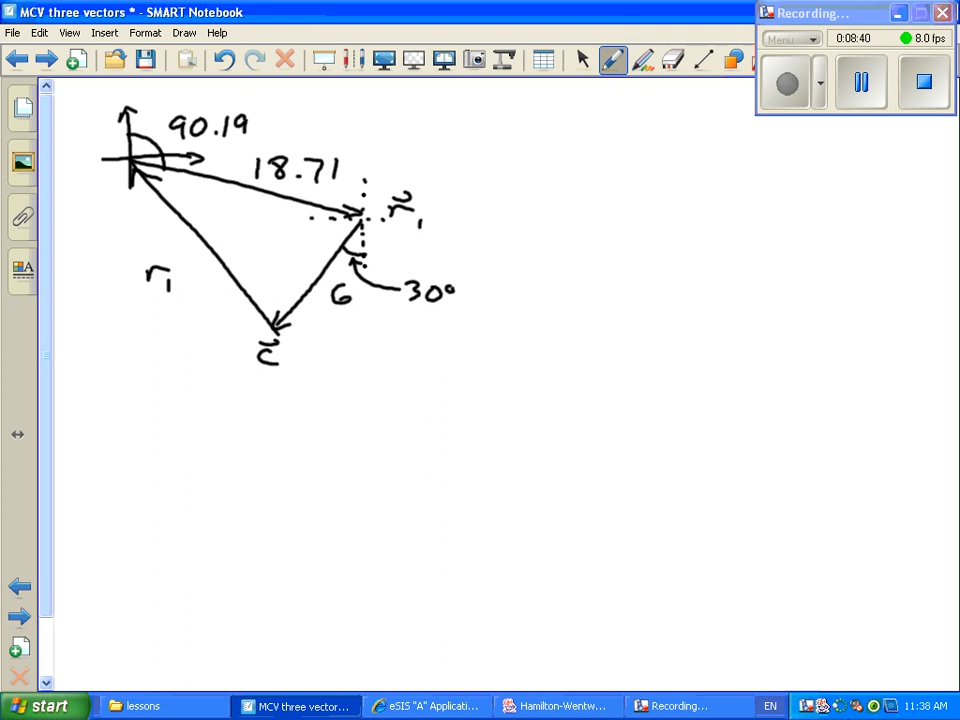 MCV three vectors * - SMART Notebook
Recording...
File Edit View Insert Format Draw Help
Menu
0:08:40
8.0 fps
90.19
18.71
r₁
r₁
6
30°
c
start
lessons
MCV three vector...
eSIS "A" Applicati...
Hamilton-Wentw...
Recording...
EN
11:38 AM